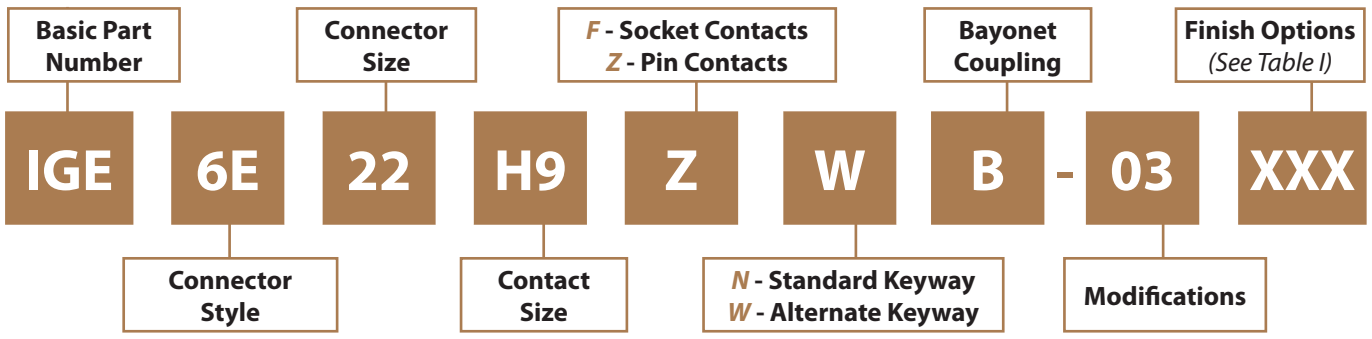 Basic Part
Number
Connector
Size
F - Socket Contacts
Z - Pin Contacts
Bayonet
Coupling
Finish Options
(See Table I)
IGE 6E 22 H9 Z W B - 03 XXX
Connector
Style
Contact
Size
N - Standard Keyway
W - Alternate Keyway
Modifications